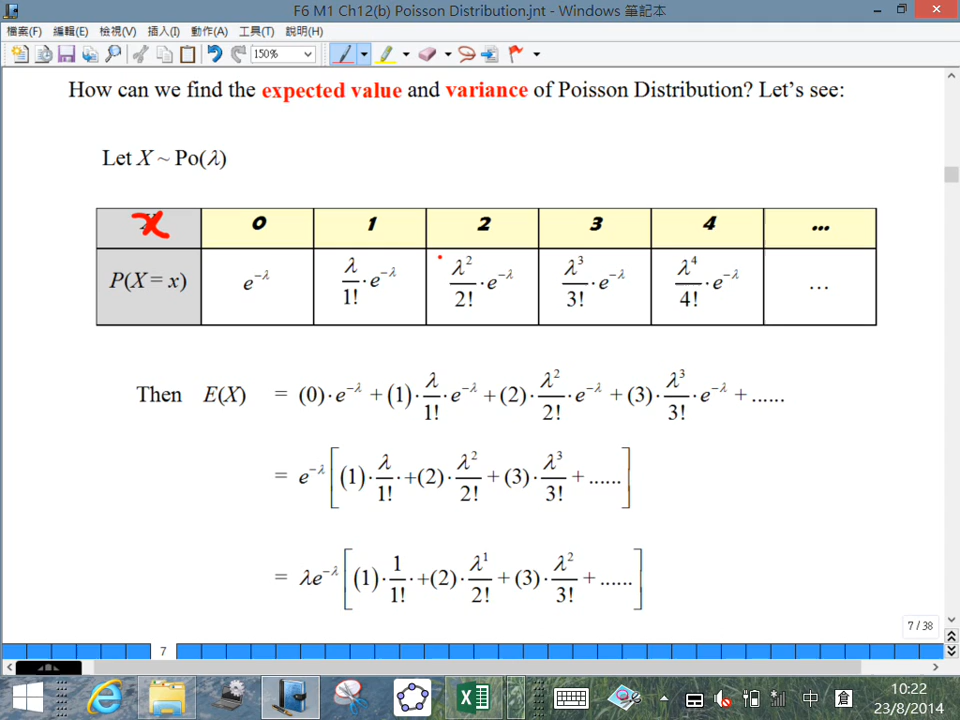 F6 M1 Ch12(b) Poisson Distribution.jnt - Windows 筆記本
檔案(F) 編輯(E) 檢視(V) 插入(I) 動作(A) 工具(T) 說明(H)
150%
How can we find the expected value and variance of Poisson Distribution? Let's see:
Let X ~ Po(λ)
x 0 1 2 3 4 ...
P(X = x) e^{−λ} λ/1! · e^{−λ} λ²/2! · e^{−λ} λ³/3! · e^{−λ} λ⁴/4! · e^{−λ} …
Then E(X) = (0)·e^{−λ} + (1)·λ/1!·e^{−λ} + (2)·λ²/2!·e^{−λ} + (3)·λ³/3!·e^{−λ} + ......
= e^{−λ} [(1)·λ/1!·+(2)·λ²/2! + (3)·λ³/3! + ......]
= λe^{−λ} [(1)·1/1!·+(2)·λ¹/2! + (3)·λ²/3! + ......]
7 / 38
7
中 倉 10:22
23/8/2014